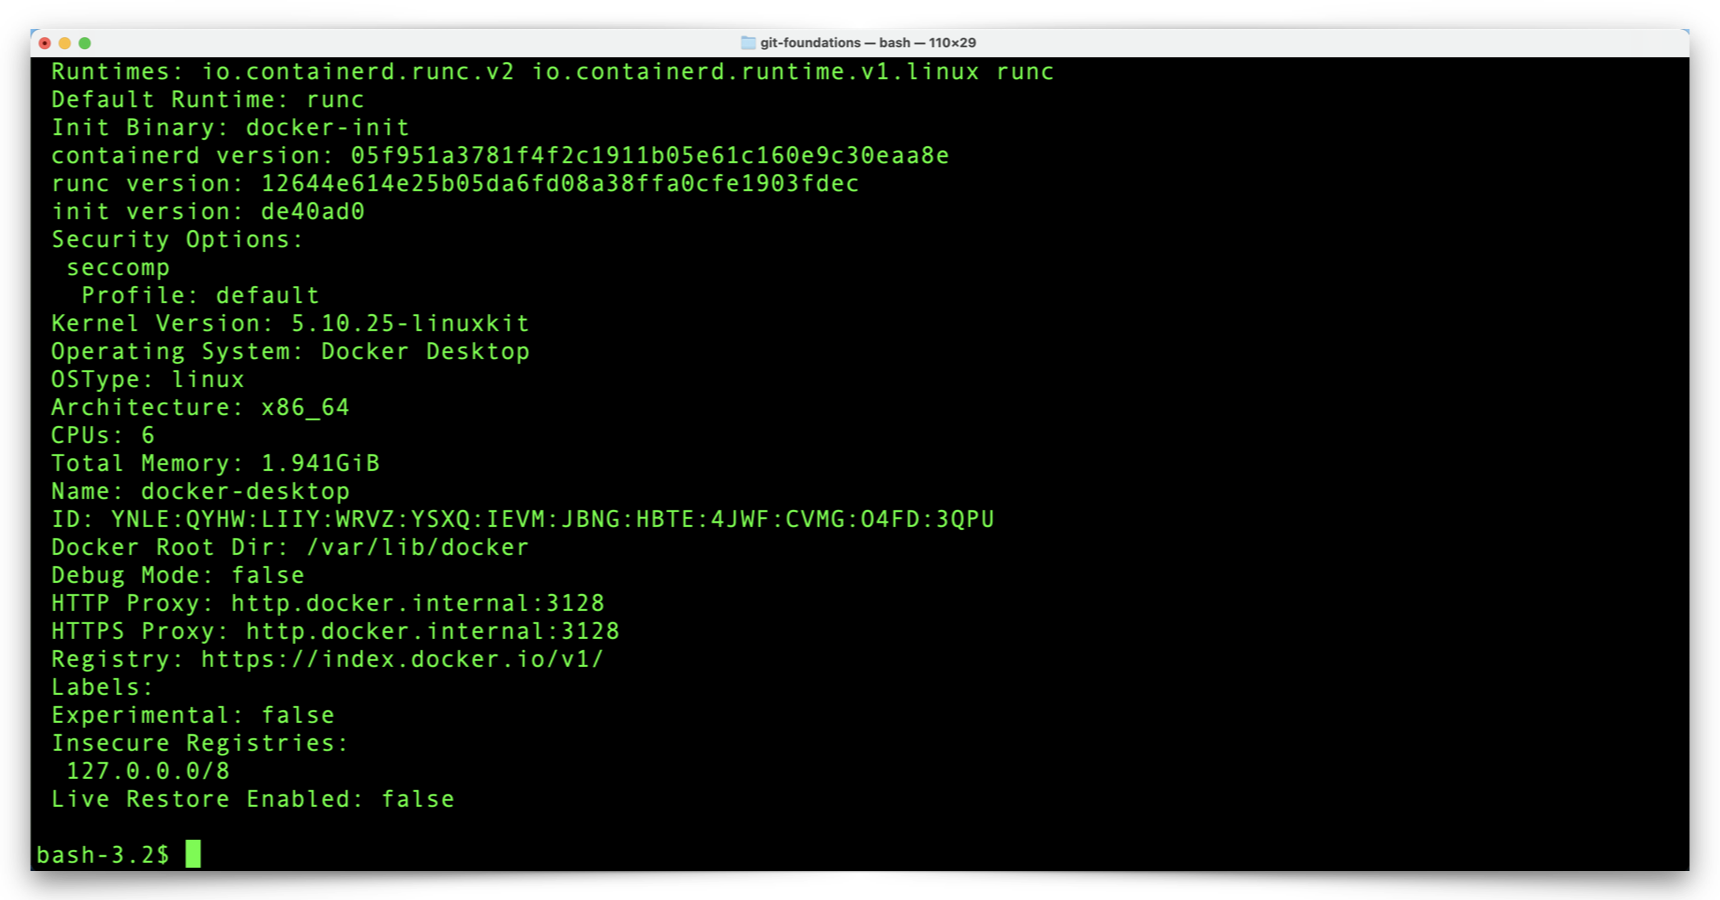 git-foundations — bash — 110×29
Runtimes: io.containerd.runc.v2 io.containerd.runtime.v1.linux runc
Default Runtime: runc
Init Binary: docker-init
containerd version: 05f951a3781f4f2c1911b05e61c160e9c30eaa8e
runc version: 12644e614e25b05da6fd08a38ffa0cfe1903fdec
init version: de40ad0
Security Options:
seccomp
Profile: default
Kernel Version: 5.10.25-linuxkit
Operating System: Docker Desktop
OSType: linux
Architecture: x86_64
CPUs: 6
Total Memory: 1.941GiB
Name: docker-desktop
ID: YNLE:QYHW:LIIY:WRVZ:YSXQ:IEVM:JBNG:HBTE:4JWF:CVMG:O4FD:3QPU
Docker Root Dir: /var/lib/docker
Debug Mode: false
HTTP Proxy: http.docker.internal:3128
HTTPS Proxy: http.docker.internal:3128
Registry: https://index.docker.io/v1/
Labels:
Experimental: false
Insecure Registries:
127.0.0.0/8
Live Restore Enabled: false
bash-3.2$